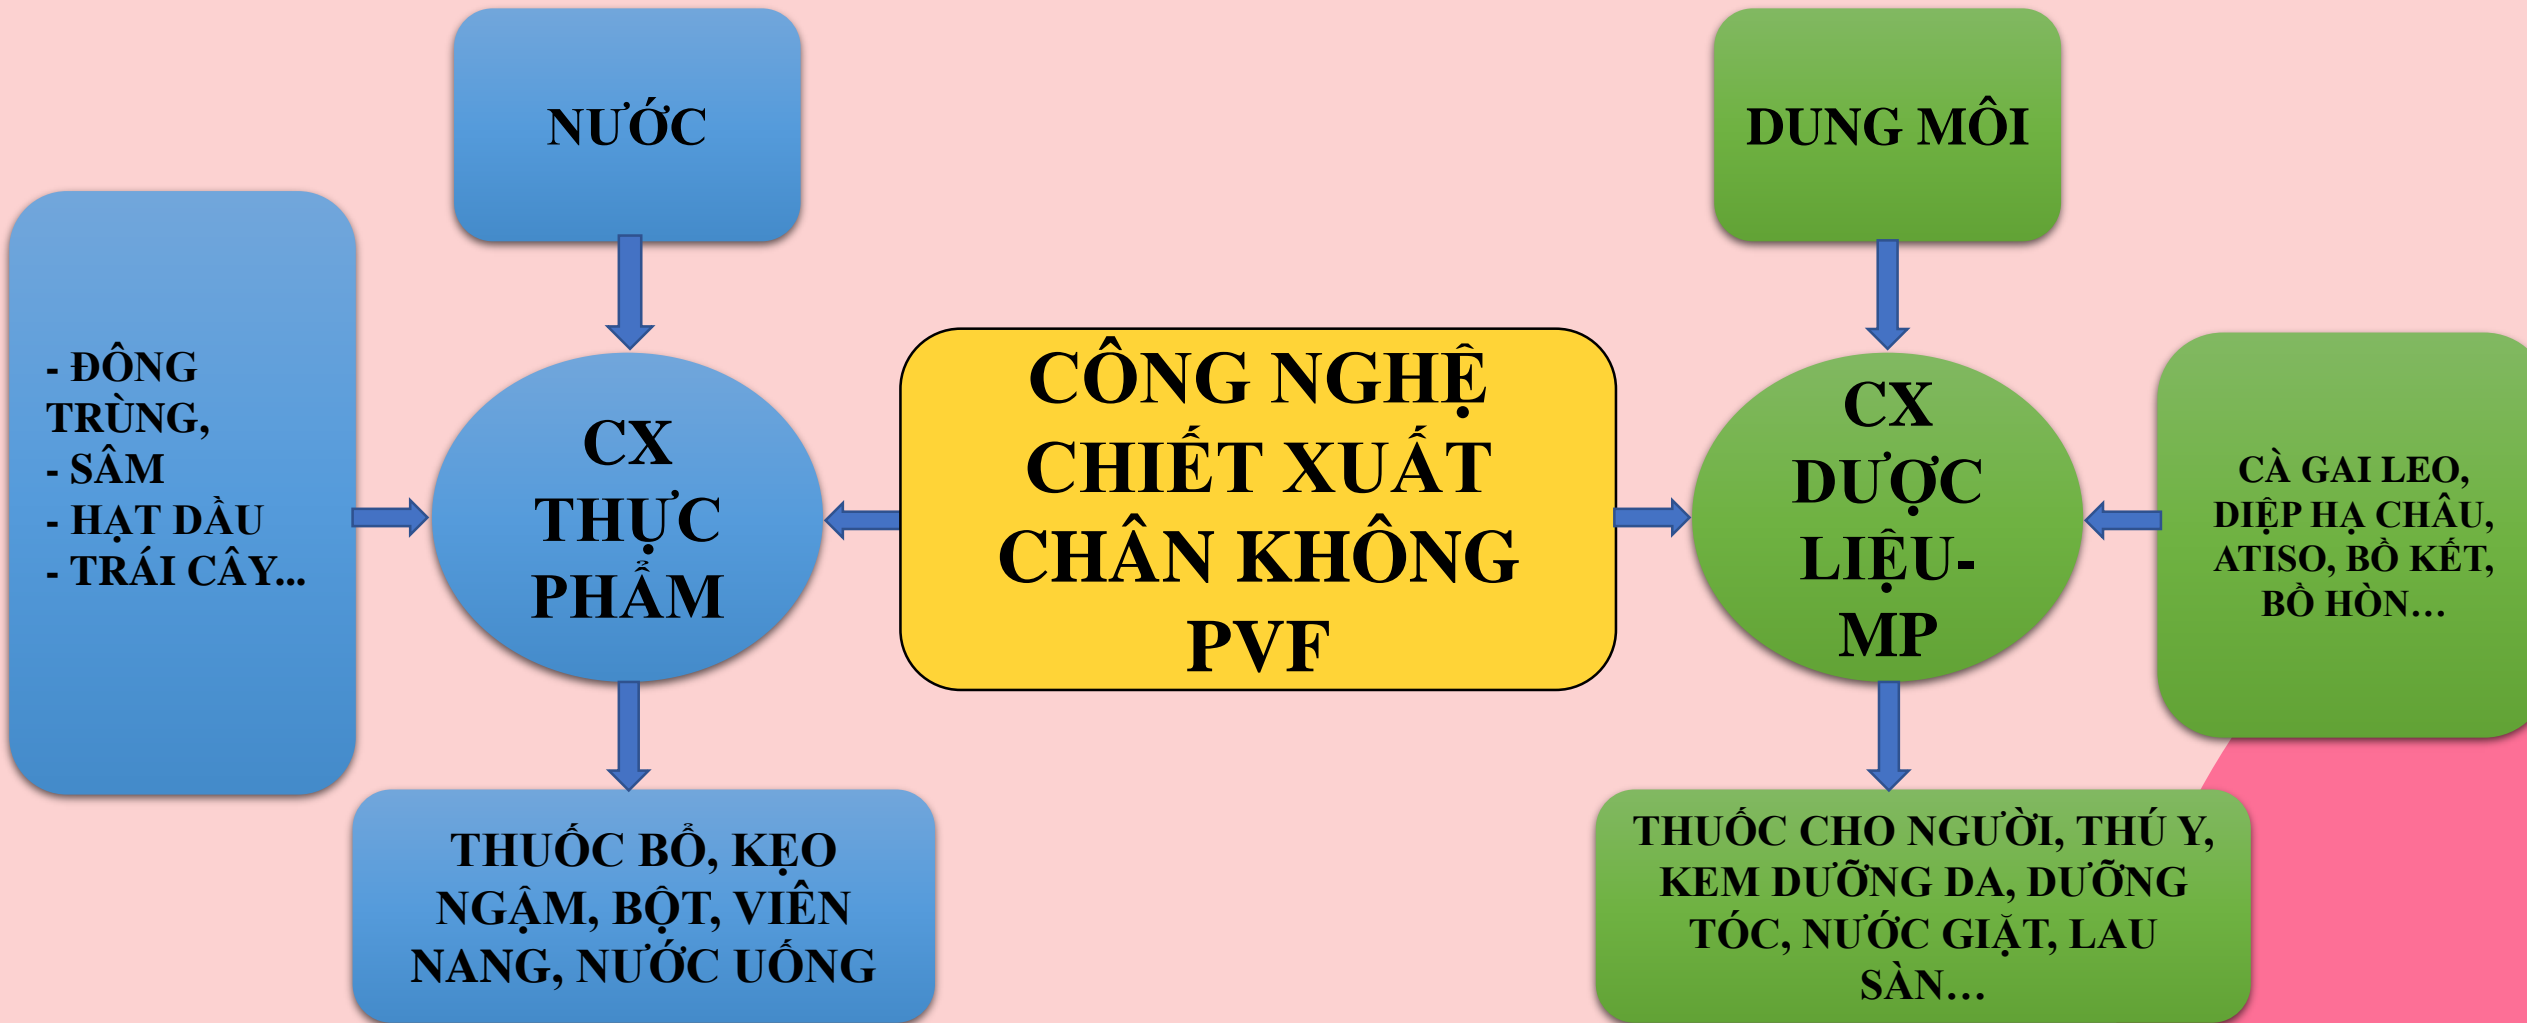 NƯỚC
DUNG MÔI
- ĐÔNG
TRÙNG,
- SÂM
- HẠT DẦU
- TRÁI CÂY...
CX
THỰC
PHẨM
CÔNG NGHỆ
CHIẾT XUẤT
CHÂN KHÔNG
PVF
CX
DƯỢC
LIỆU-
MP
CÀ GAI LEO,
DIỆP HẠ CHÂU,
ATISO, BỒ KẾT,
BỒ HÒN...
THUỐC BỔ, KẸO
NGẬM, BỘT, VIÊN
NANG, NƯỚC UỐNG
THUỐC CHO NGƯỜI, THÚ Y,
KEM DƯỠNG DA, DƯỠNG
TÓC, NƯỚC GIẶT, LAU
SÀN...